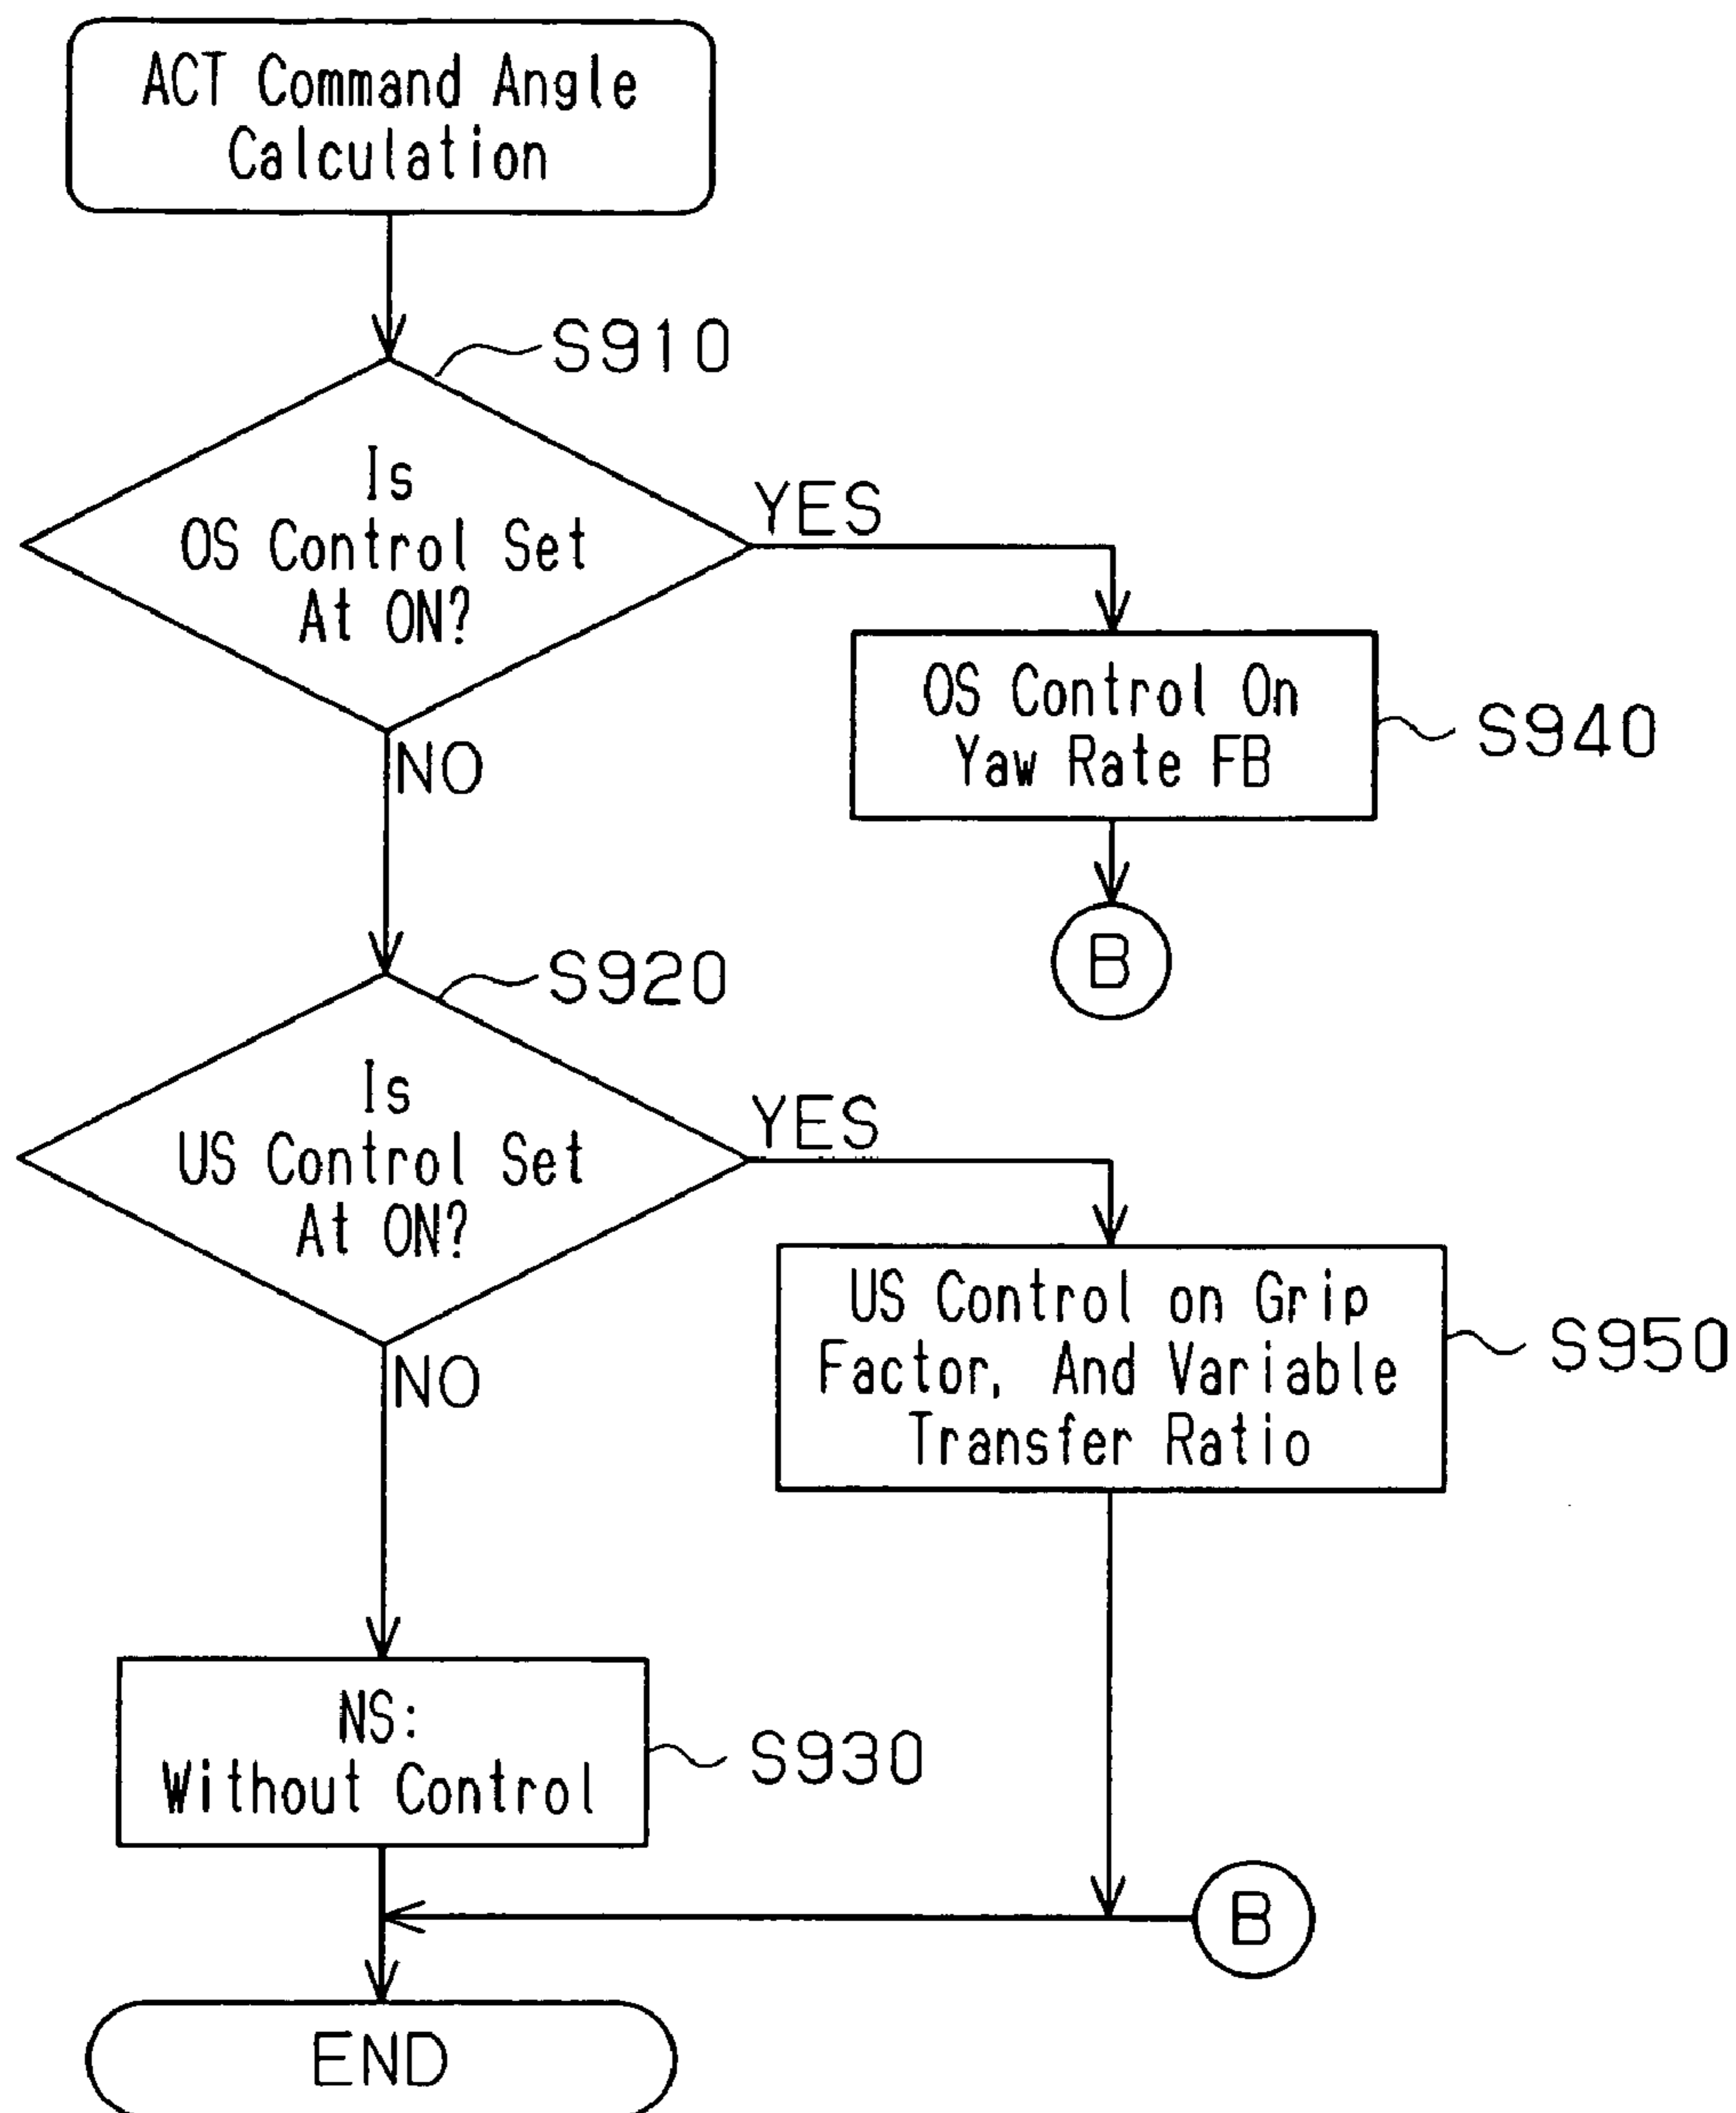 ACT Command Angle
Calculation
S910
Is
OS Control Set
At ON?
YES
NO
OS Control On
Yaw Rate FB
S940
B
S920
Is
US Control Set
At ON?
YES
NO
US Control on Grip
Factor, And Variable
Transfer Ratio
S950
NS:
Without Control
S930
B
END